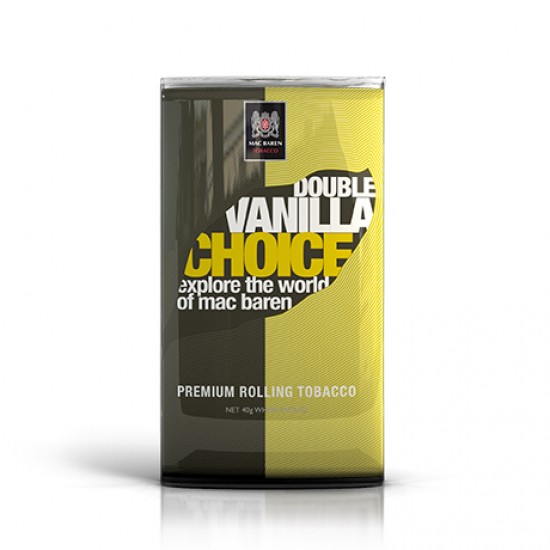 MAC BAREN
TOBACCO
DOUBLE
VANILLA
CHOICE
explore the world
of mac baren
PREMIUM ROLLING TOBACCO
NET 40g